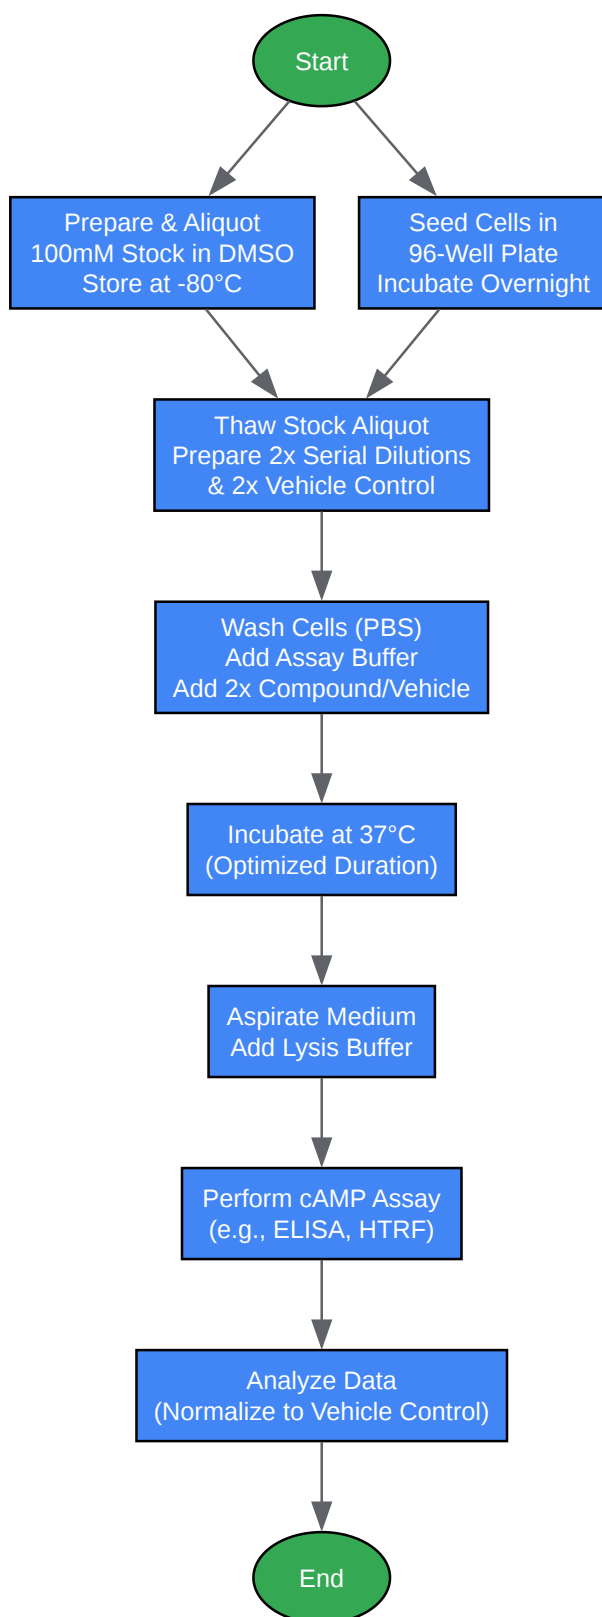 Start
Prepare & Aliquot
100mM Stock in DMSO
Store at -80°C
Seed Cells in
96-Well Plate
Incubate Overnight
Thaw Stock Aliquot
Prepare 2x Serial Dilutions
& 2x Vehicle Control
Wash Cells (PBS)
Add Assay Buffer
Add 2x Compound/Vehicle
Incubate at 37°C
(Optimized Duration)
Aspirate Medium
Add Lysis Buffer
Perform cAMP Assay
(e.g., ELISA, HTRF)
Analyze Data
(Normalize to Vehicle Control)
End